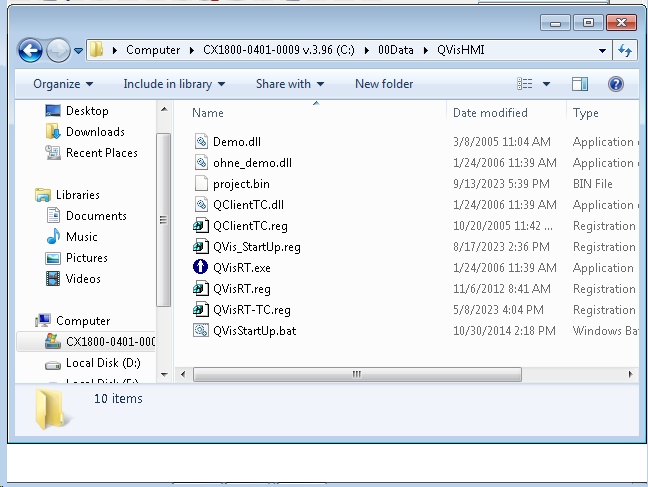 Computer CX1800-0401-0009 v.3.96 (C:) 00Data QVisHMI
Organize Include in library Share with New folder
Desktop
Downloads
Recent Places
Libraries
Documents
Music
Pictures
Videos
Computer
CX1800-0401-000
Local Disk (D:)
Local Disk (E:)
Name Date modified Type
Demo.dll 3/8/2005 11:04 AM Application e
ohne_demo.dll 1/24/2006 11:39 AM Application e
project.bin 9/13/2023 5:39 PM BIN File
QClientTC.dll 1/24/2006 11:39 AM Application e
QClientTC.reg 10/20/2005 11:42 ... Registration
QVis_StartUp.reg 8/17/2023 2:36 PM Registration
QVisRT.exe 1/24/2006 11:39 AM Application
QVisRT.reg 11/6/2012 8:41 AM Registration
QVisRT-TC.reg 5/8/2023 4:04 PM Registration
QVisStartUp.bat 10/30/2014 2:18 PM Windows Bat
10 items